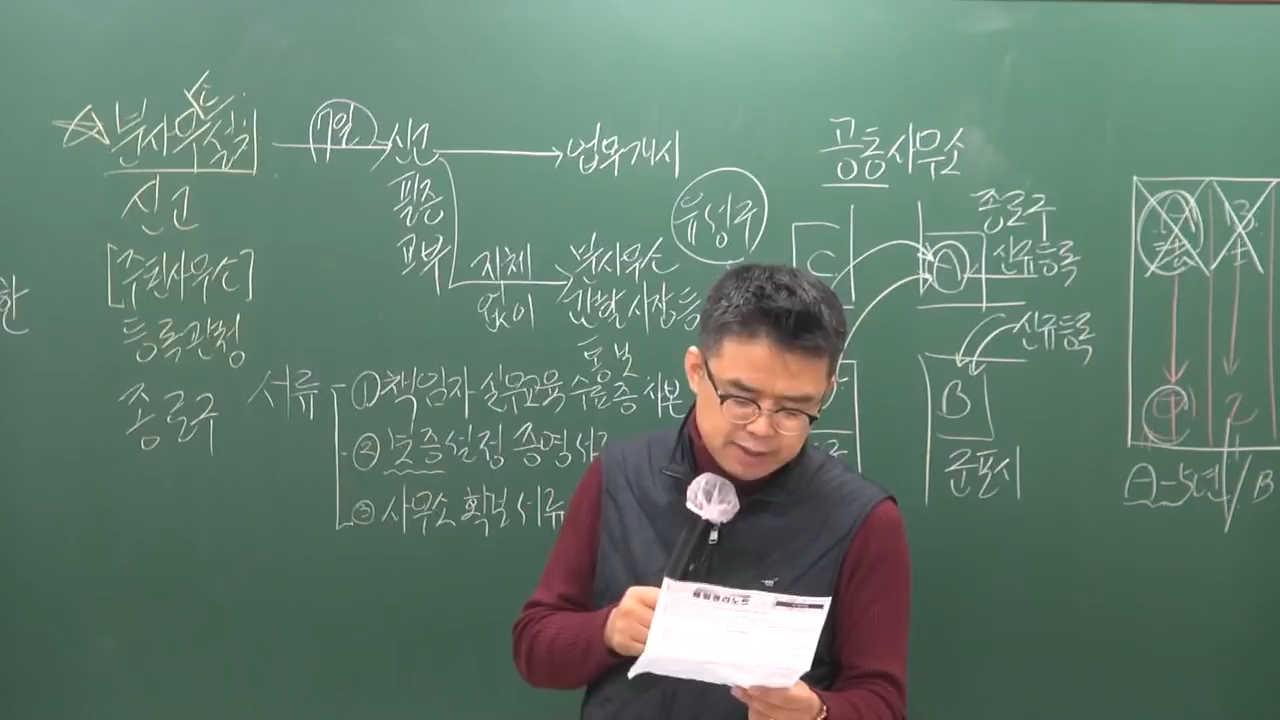 분사무소설치
신고
[주된사무소]
등록관청
종로구
7일
신고
필증
교부
업무개시
지체
없이
분사무소
관할 시장 등
통보
유성구
서류
① 책임자 실무교육 수료증 사본
② 보증설정 증명서류
③ 사무소 확보 서류
공동사무소
종로구
C
A
신규등록
신규등록
B
군포시
A-5년/B
2
한